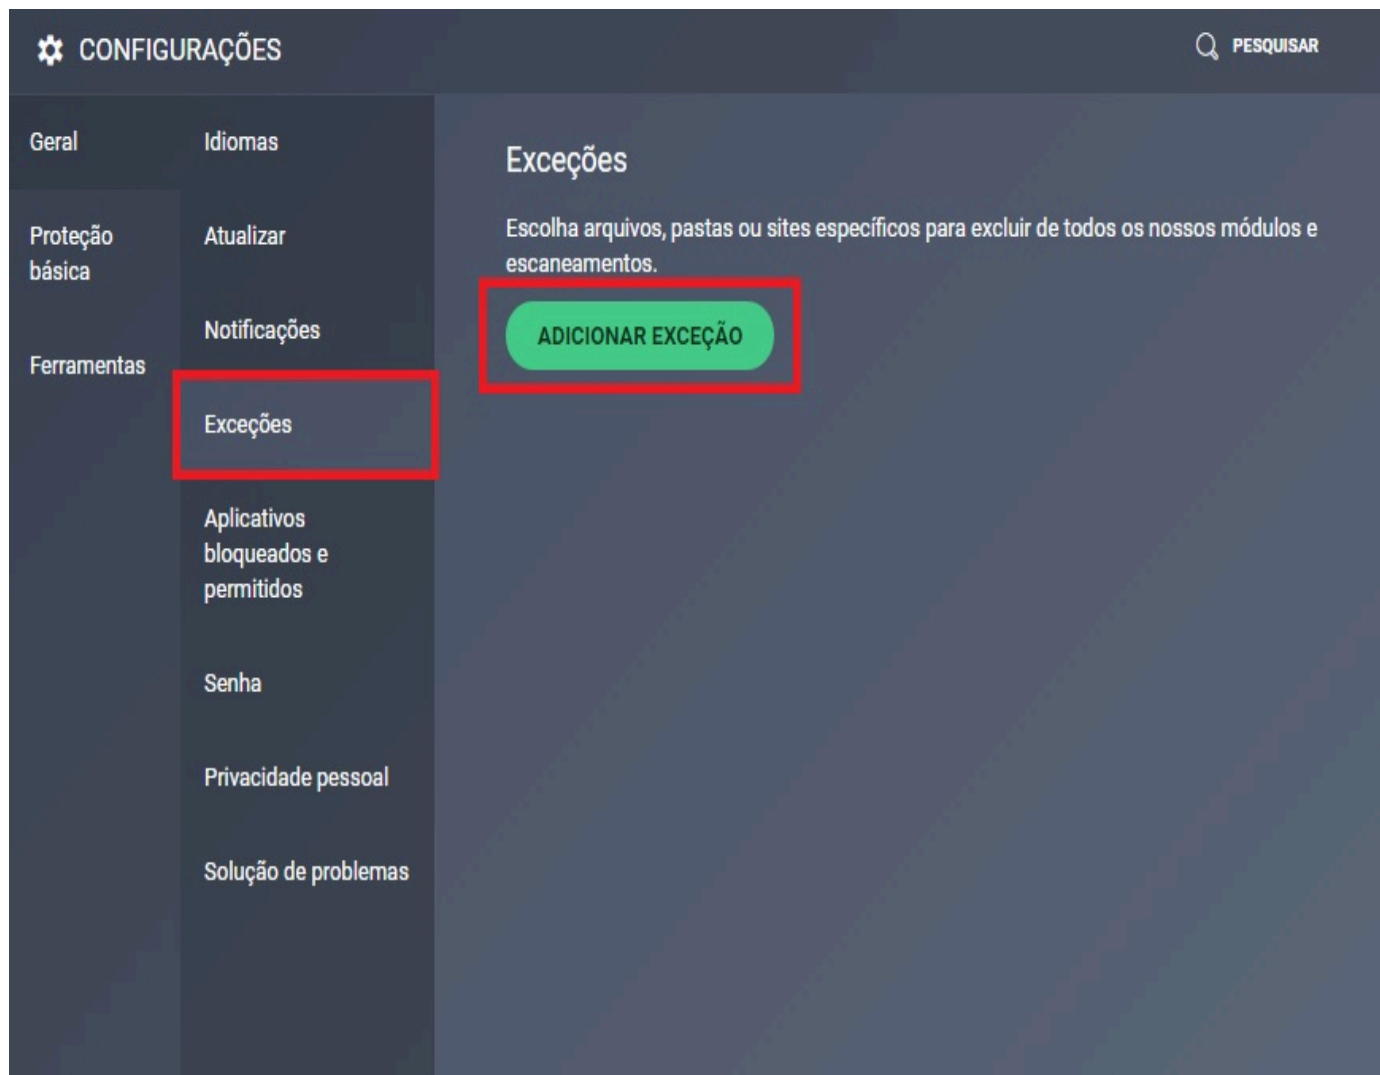 CONFIGURAÇÕES
PESQUISAR
Geral
Proteção
básica
Ferramentas
Idiomas
Atualizar
Notificações
Exceções
Aplicativos
bloqueados e
permitidos
Senha
Privacidade pessoal
Solução de problemas
Exceções
Escolha arquivos, pastas ou sites específicos para excluir de todos os nossos módulos e
escaneamentos.
ADICIONAR EXCEÇÃO